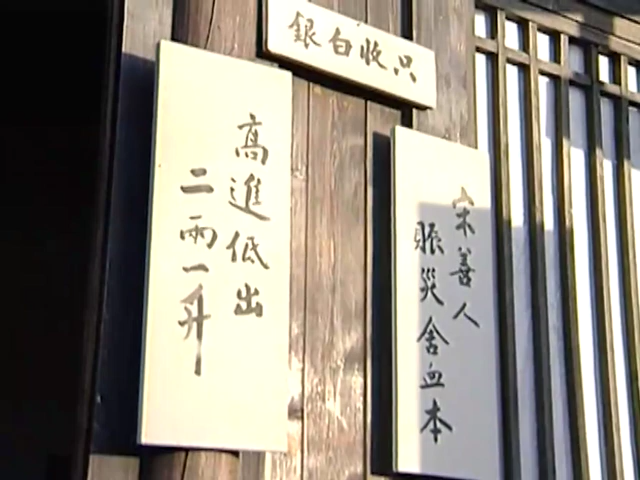 只收白銀
高進低出
二兩一升
宋善人
賑災舍血本